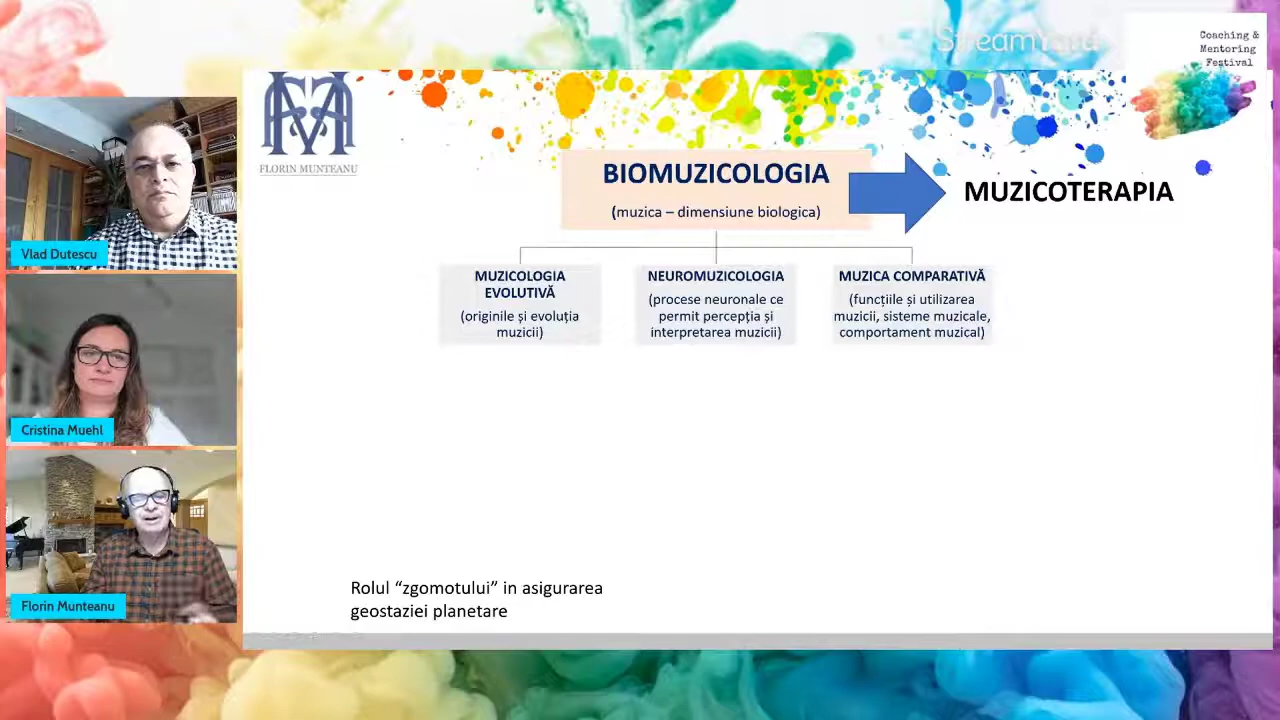 StreamYard
Coaching &
Mentoring
Festival
FLORIN MUNTEANU
BIOMUZICOLOGIA
(muzica – dimensiune biologica)
MUZICOTERAPIA
MUZICOLOGIA
EVOLUTIVĂ
(originile și evoluția
muzicii)
NEUROMUZICOLOGIA
(procese neuronale ce
permit percepția și
interpretarea muzicii)
MUZICA COMPARATIVĂ
(funcțiile și utilizarea
muzicii, sisteme muzicale,
comportament muzical)
Rolul “zgomotului” in asigurarea
geostaziei planetare
Vlad Dutescu
Cristina Muehl
Florin Munteanu